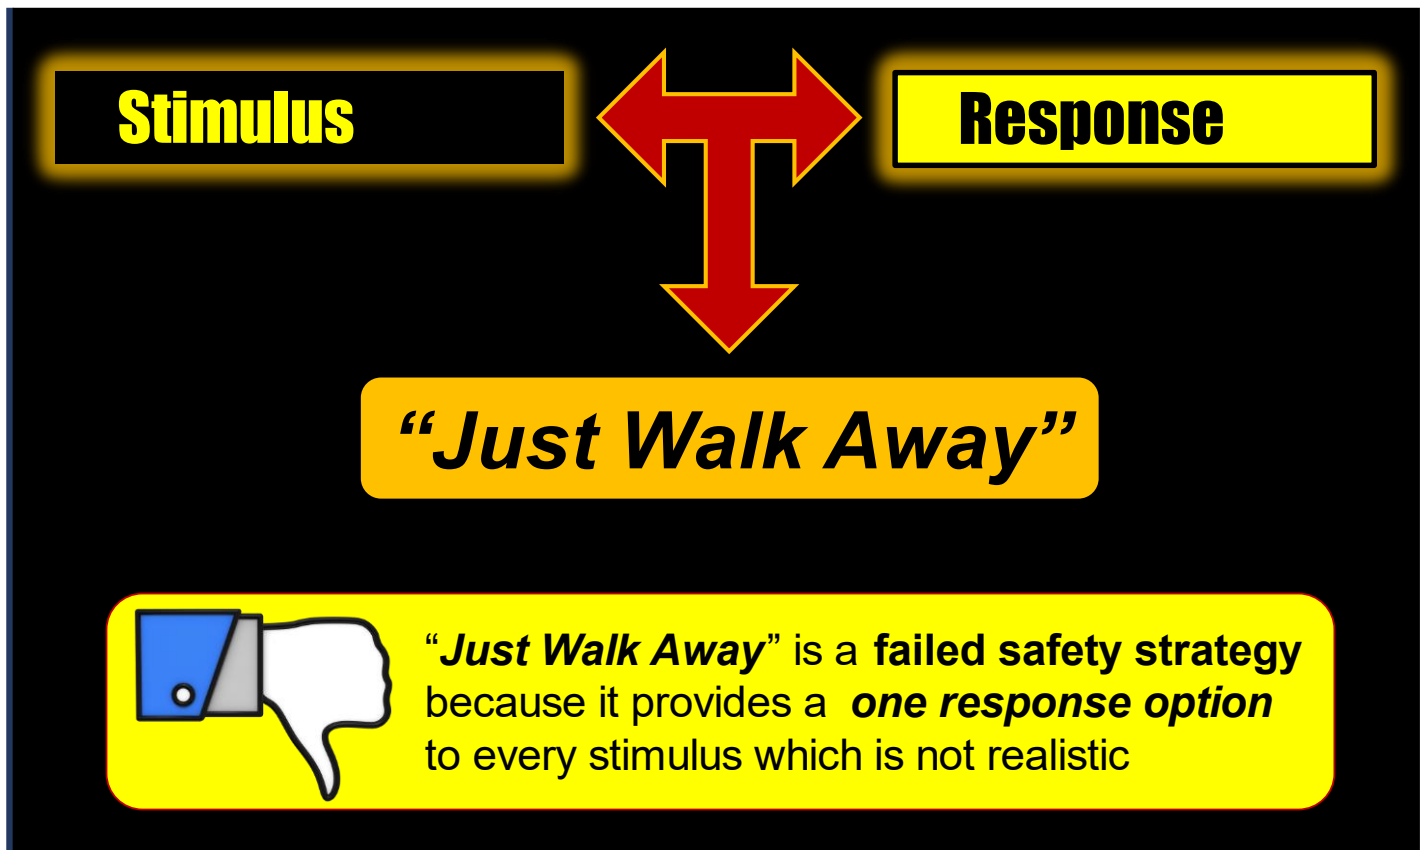 Stimulus
Response
“Just Walk Away”
“Just Walk Away” is a failed safety strategy
because it provides a one response option
to every stimulus which is not realistic